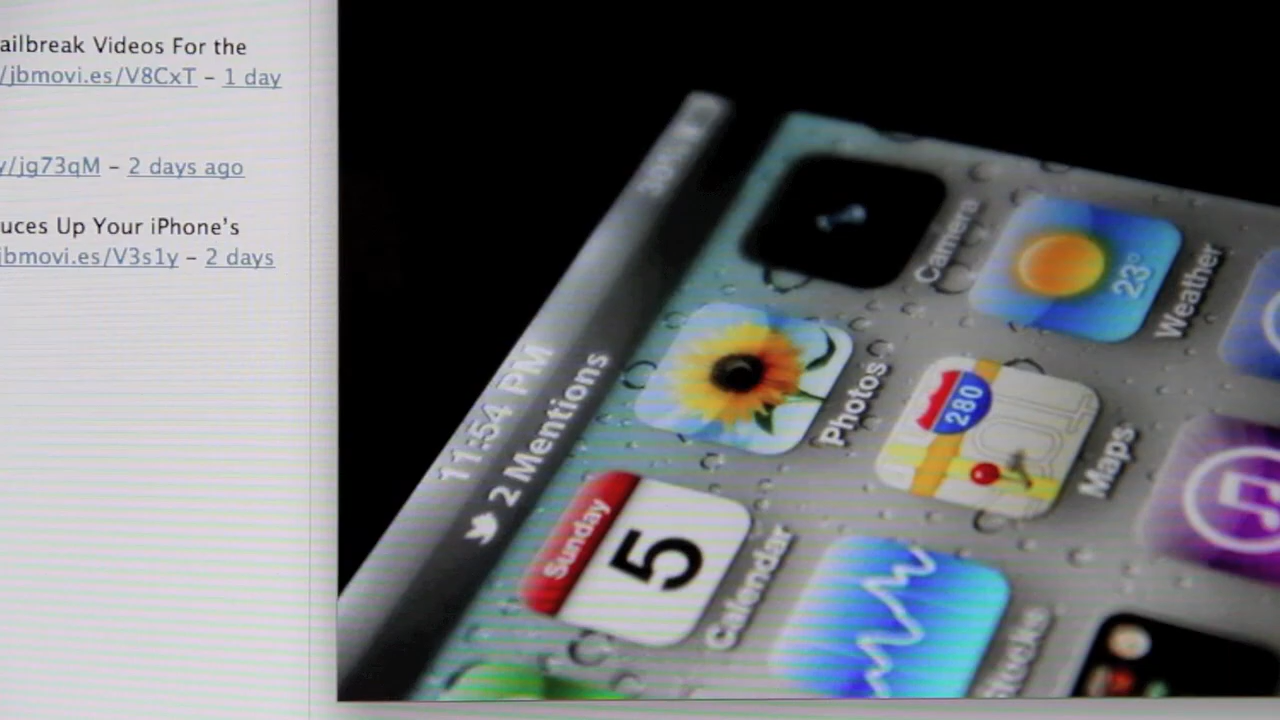 ailbreak Videos For the
/jbmovi.es/V8CxT – 1 day
y/jg73qM – 2 days ago
uces Up Your iPhone's
jbmovi.es/V3s1y – 2 days
11:54 PM
2 Mentions
Camera
23°
Weather
Photos
280
Maps
Sunday
5
Calendar
Stocks